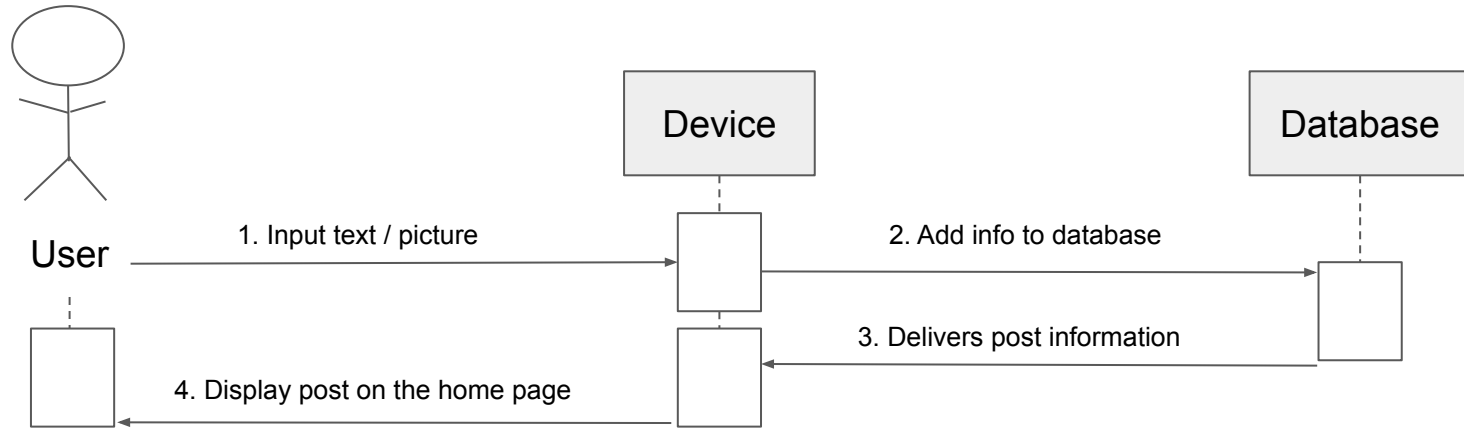 Device
Database
1. Input text / picture
2. Add info to database
User
3. Delivers post information
4. Display post on the home page